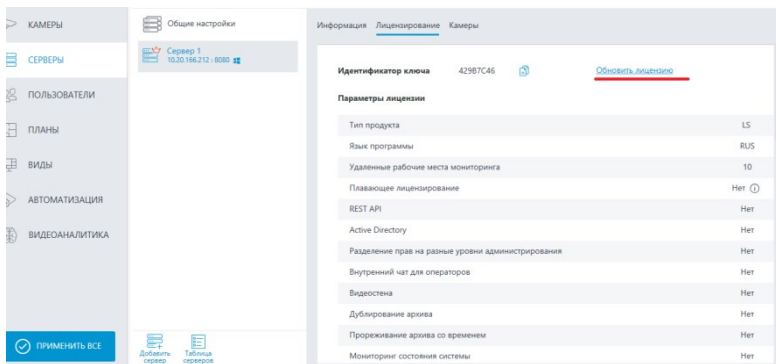 КАМЕРЫ
СЕРВЕРЫ
ПОЛЬЗОВАТЕЛИ
ПЛАНЫ
ВИДЫ
АВТОМАТИЗАЦИЯ
ВИДЕОАНАЛИТИКА
ПРИМЕНИТЬ ВСЕ
Общие настройки
Сервер 1
10.20.166.212 : 8080
Добавить сервер
Таблица серверов
Информация Лицензирование Камеры
Идентификатор ключа 429B7C46 Обновить лицензию
Параметры лицензии
Тип продукта LS
Язык программы RUS
Удаленные рабочие места мониторинга 10
Плавающее лицензирование Нет
REST API Нет
Active Directory Нет
Разделение прав на разные уровни администрирования Нет
Внутренний чат для операторов Нет
Видеостена Нет
Дублирование архива Нет
Прореживание архива со временем Нет
Мониторинг состояния системы Нет